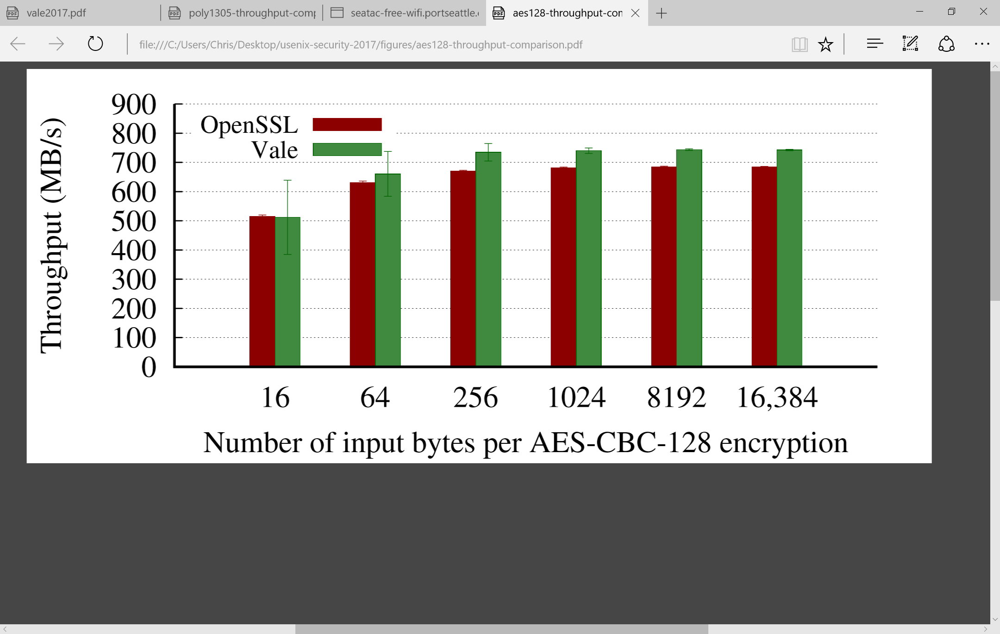 vale2017.pdf
poly1305-throughput-comp
seatac-free-wifi.portseattle.
aes128-throughput-con
file:///C:/Users/Chris/Desktop/usenix-security-2017/figures/aes128-throughput-comparison.pdf
Throughput (MB/s)
900
800
700
600
500
400
300
200
100
0
OpenSSL
Vale
16 64 256 1024 8192 16,384
Number of input bytes per AES-CBC-128 encryption